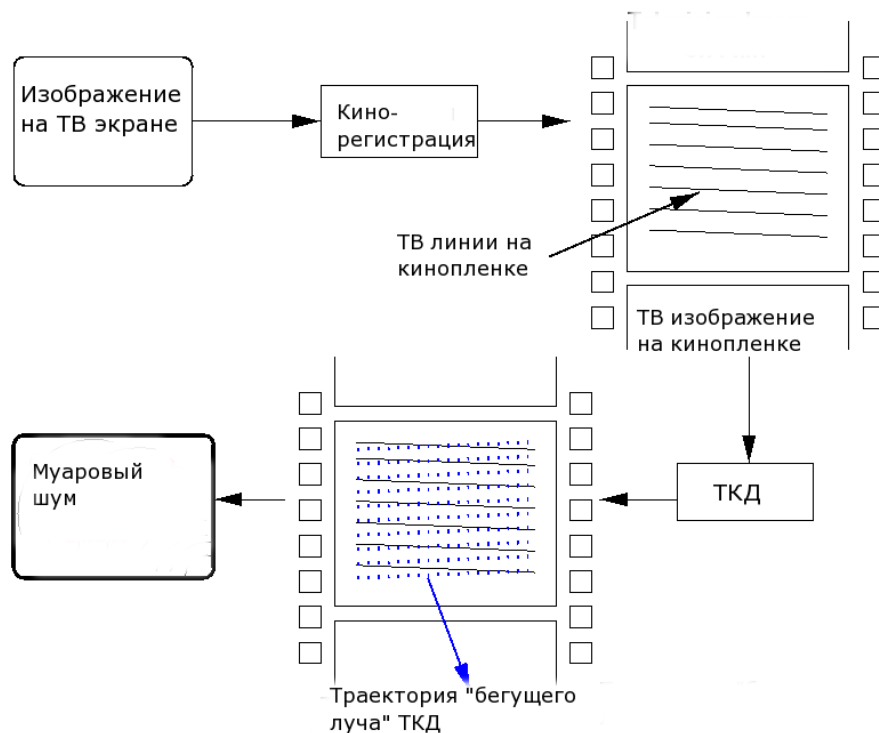 Изображение
на ТВ экране
Кино-
регистрация
ТВ линии на
кинопленке
ТВ изображение
на кинопленке
ТКД
Муаровый
шум
Траектория "бегущего
луча" ТКД